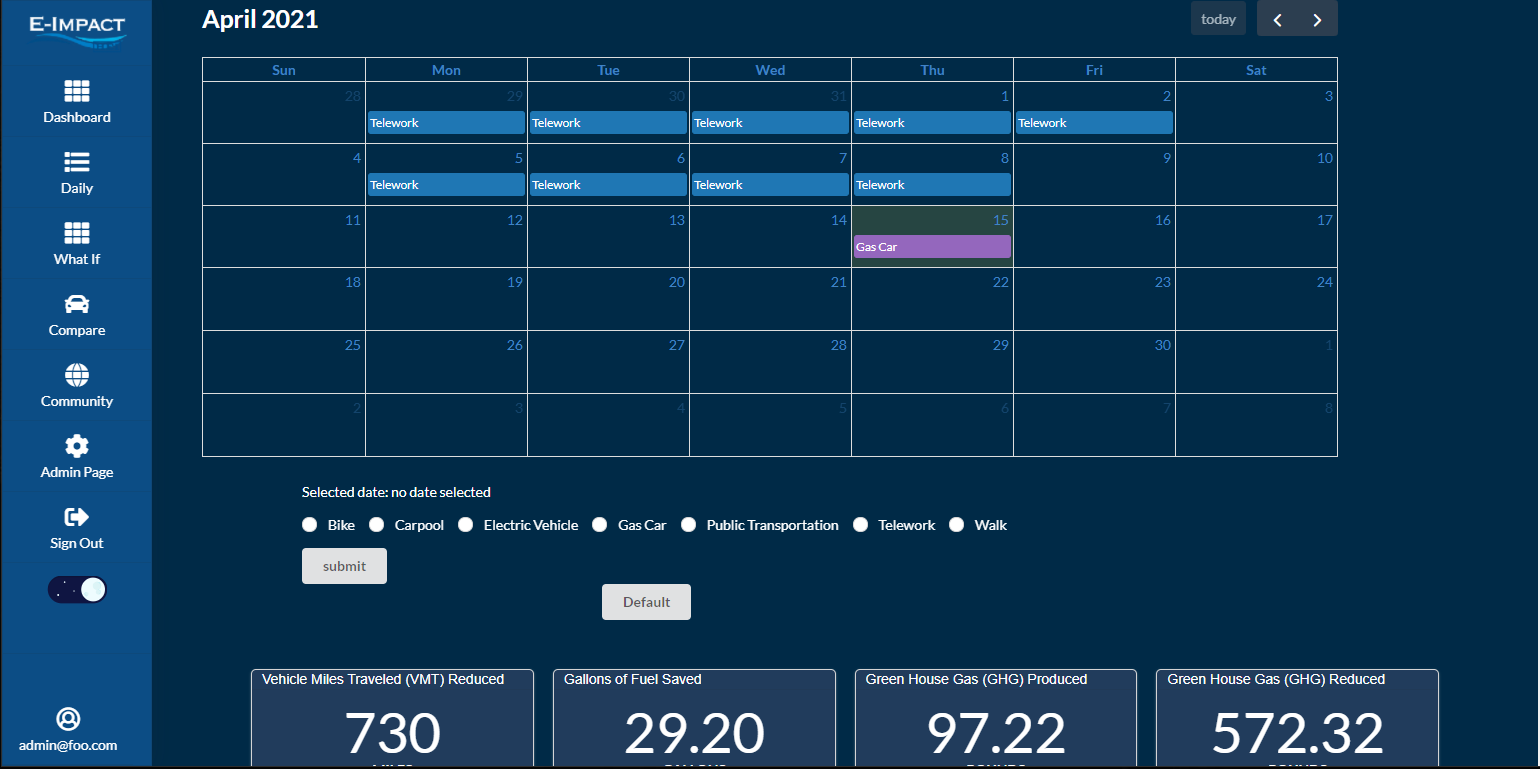 E-IMPACT
April 2021
today
Sun Mon Tue Wed Thu Fri Sat
28 29 30 31 1 2 3
Telework Telework Telework Telework Telework
4 5 6 7 8 9 10
Telework Telework Telework Telework
11 12 13 14 15 16 17
Gas Car
18 19 20 21 22 23 24
25 26 27 28 29 30 1
2 3 4 5 6 7 8
Dashboard
Daily
What If
Compare
Community
Admin Page
Sign Out
admin@foo.com
Selected date: no date selected
Bike Carpool Electric Vehicle Gas Car Public Transportation Telework Walk
submit
Default
Vehicle Miles Traveled (VMT) Reduced
730
Gallons of Fuel Saved
29.20
Green House Gas (GHG) Produced
97.22
Green House Gas (GHG) Reduced
572.32